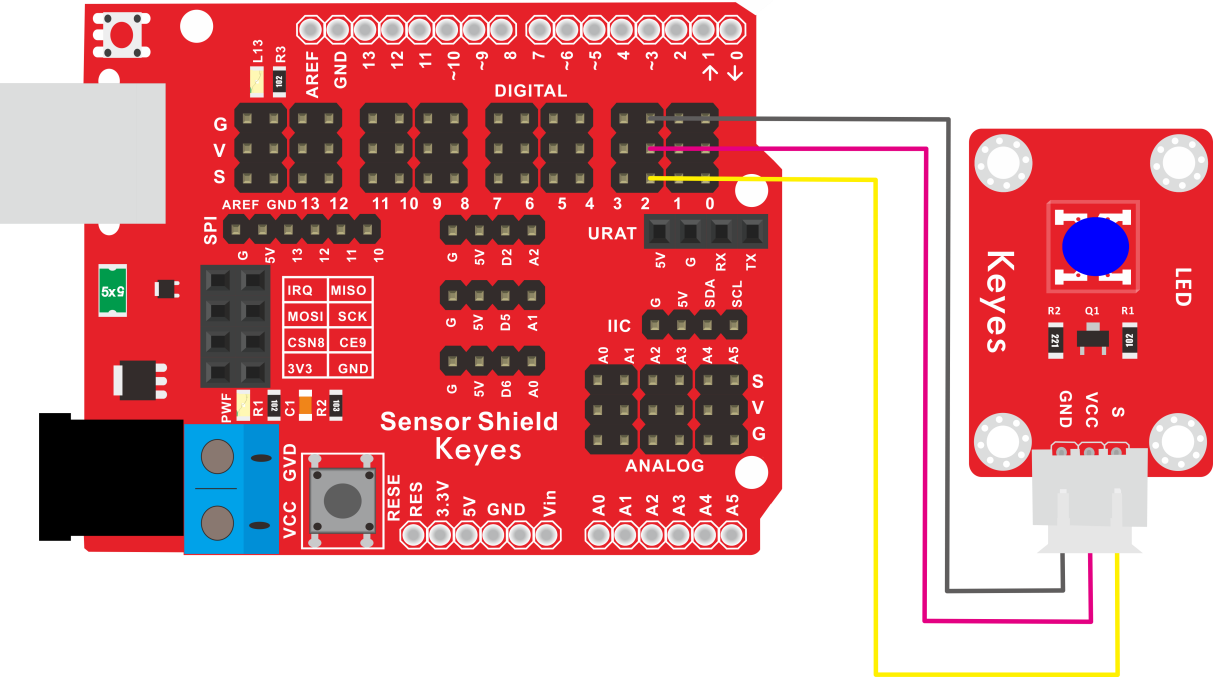 L13
R3
AREF
GND
13
12
11
~10
~9
8
7
~6
~5
4
~3
2
→1
←0
DIGITAL
G
V
S
AREF GND 13 12 11 10 9 8 7 6 5 4 3 2 1 0
SPI
G
5V
13
12
11
10
G
5V
D2
A2
URAT
5V
G
RX
TX
5x9
IRQ MISO
MOSI SCK
CSN8 CE9
3V3 GND
G
5V
D5
A1
IIC
G
5V
SDA
SCL
G
5V
D6
A0
A0
A1
A2
A3
A4
A5
S
V
G
ANALOG
PWF
R1
102
C1
R2
103
102
Sensor Shield
Keyes
GVD
VCC
RESE
RES
3.3V
5V
GND
Vin
A0
A1
A2
A3
A4
A5
Keyes
LED
R2
Q1
R1
221
102
GND
VCC
S